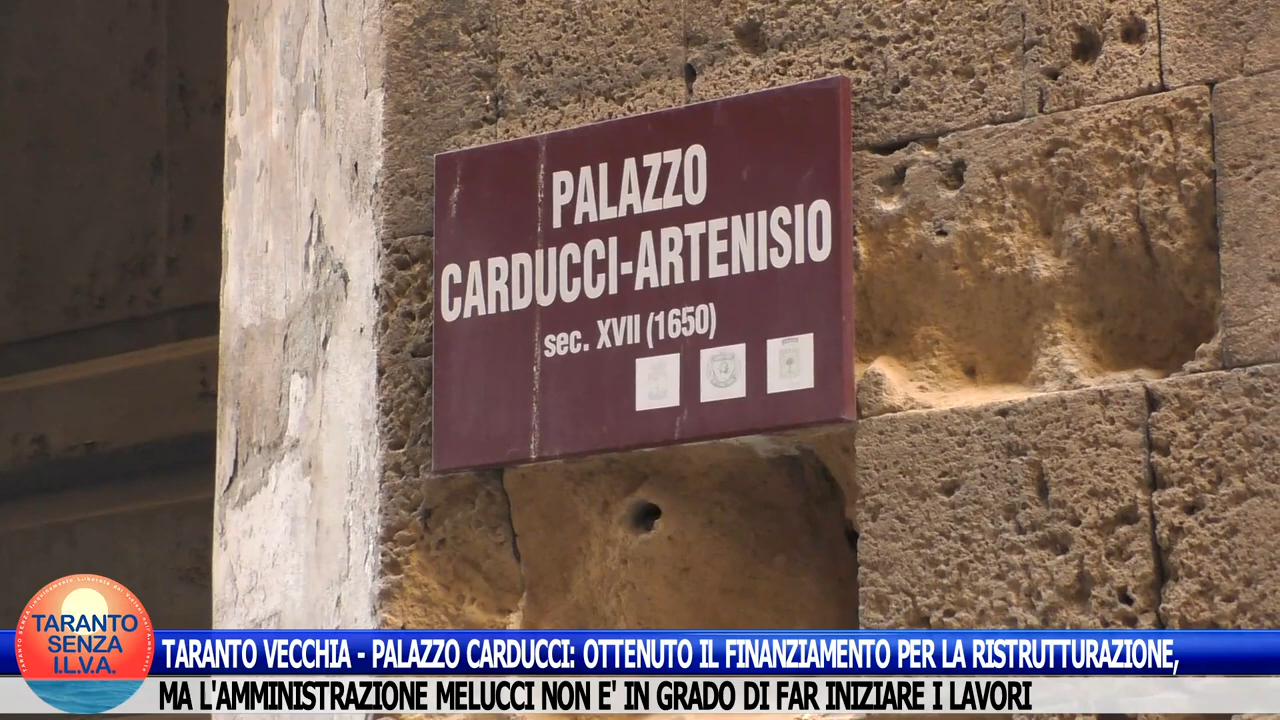 PALAZZO
CARDUCCI-ARTENISIO
sec. XVII (1650)
TARANTO
SENZA
I.L.V.A.
TARANTO VECCHIA - PALAZZO CARDUCCI: OTTENUTO IL FINANZIAMENTO PER LA RISTRUTTURAZIONE,
MA L'AMMINISTRAZIONE MELUCCI NON E' IN GRADO DI FAR INIZIARE I LAVORI